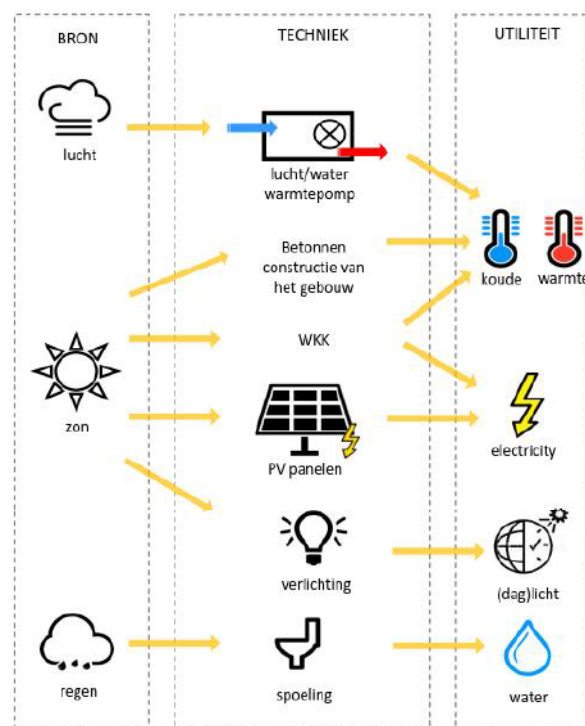 BRON
TECHNIEK
UTILITEIT
lucht
lucht/water
warmtepomp
Betonnen
constructie van
het gebouw
koude
warmte
WKK
zon
PV panelen
electricity
verlichting
(dag)licht
regen
spoeling
water